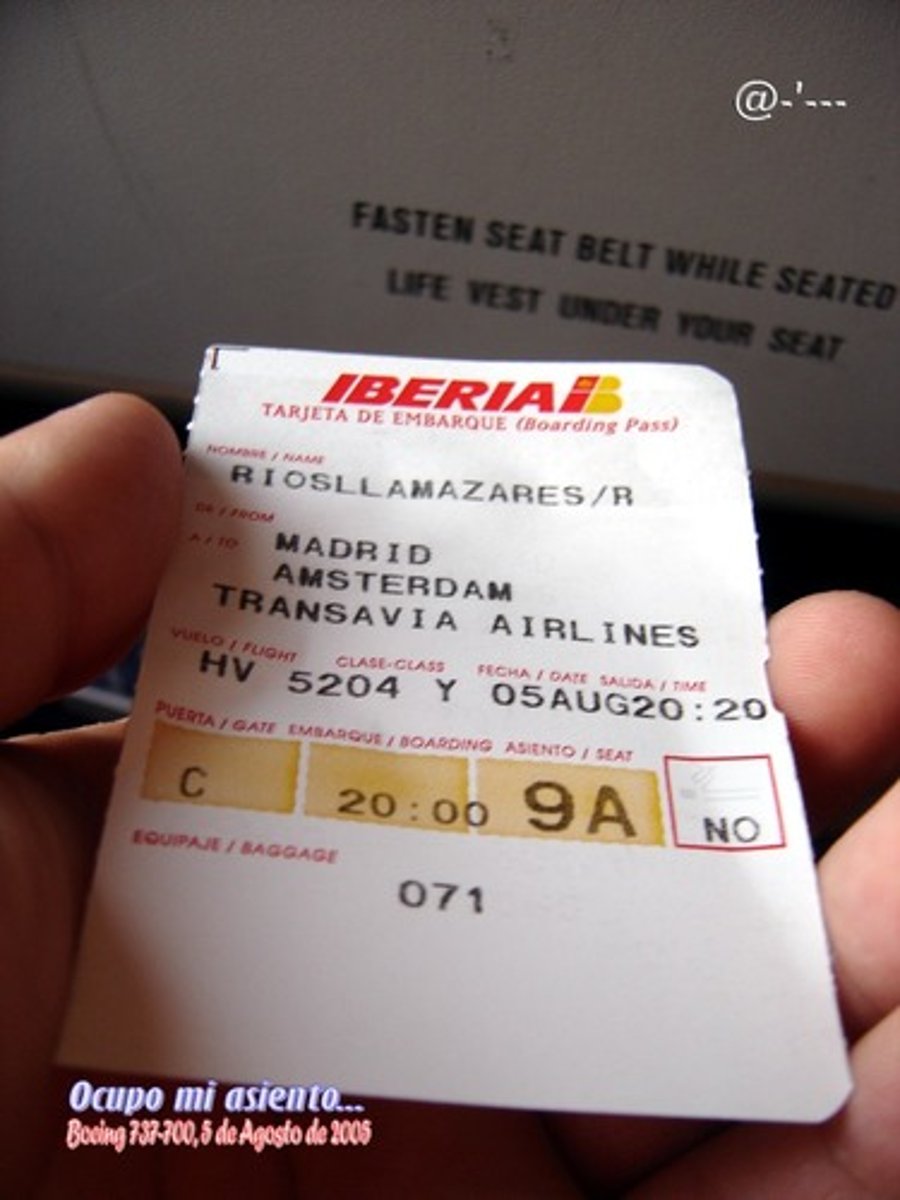 @-'---
FASTEN SEAT BELT WHILE SEATED
LIFE VEST UNDER YOUR SEAT
IBERIA IB
TARJETA DE EMBARQUE (Boarding Pass)
NOMBRE / NAME
RIOSLLAMAZARES/R
DE / FROM
MADRID
A / TO
AMSTERDAM
TRANSAVIA AIRLINES
VUELO / FLIGHT CLASE-CLASS FECHA / DATE SALIDA / TIME
HV 5204 Y 05AUG20:20
PUERTA / GATE EMBARQUE / BOARDING ASIENTO / SEAT
C 20:00 9A NO
EQUIPAJE / BAGGAGE
071
Ocupo mi asiento...
Boeing 737-700, 5 de Agosto de 2005